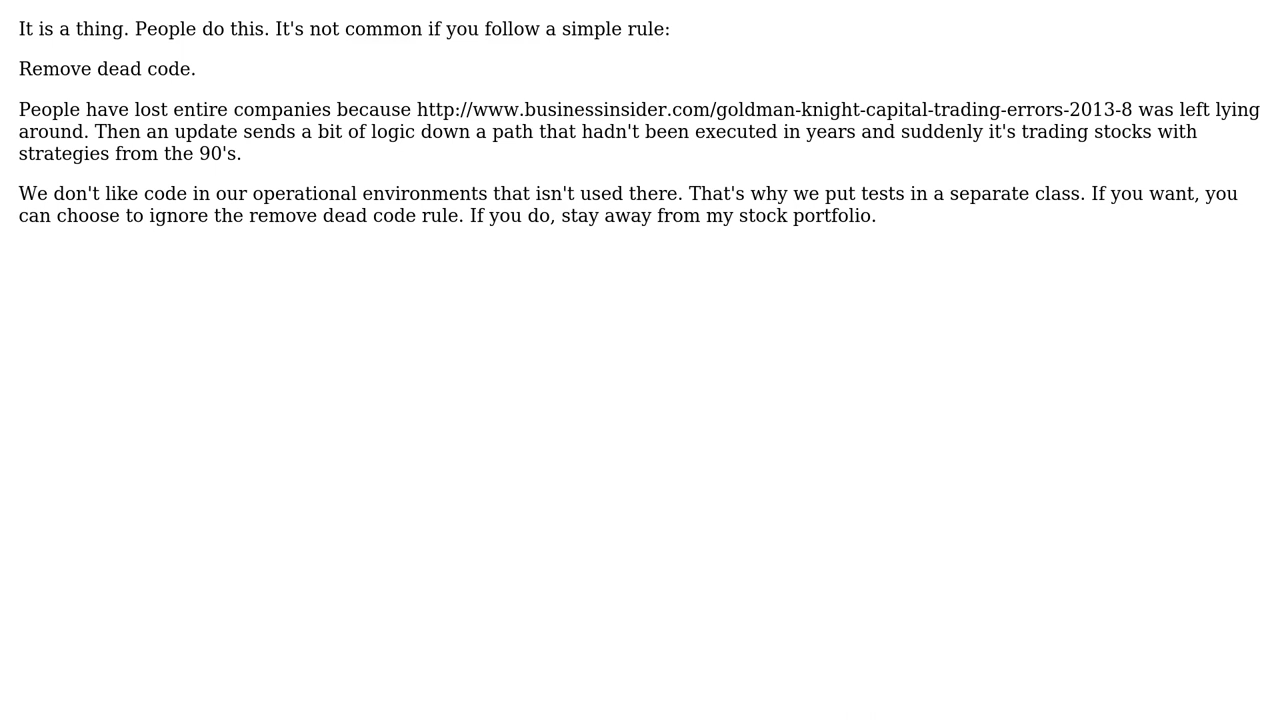 It is a thing. People do this. It's not common if you follow a simple rule:
Remove dead code.
People have lost entire companies because http://www.businessinsider.com/goldman-knight-capital-trading-errors-2013-8 was left lying
around. Then an update sends a bit of logic down a path that hadn't been executed in years and suddenly it's trading stocks with
strategies from the 90's.
We don't like code in our operational environments that isn't used there. That's why we put tests in a separate class. If you want, you
can choose to ignore the remove dead code rule. If you do, stay away from my stock portfolio.